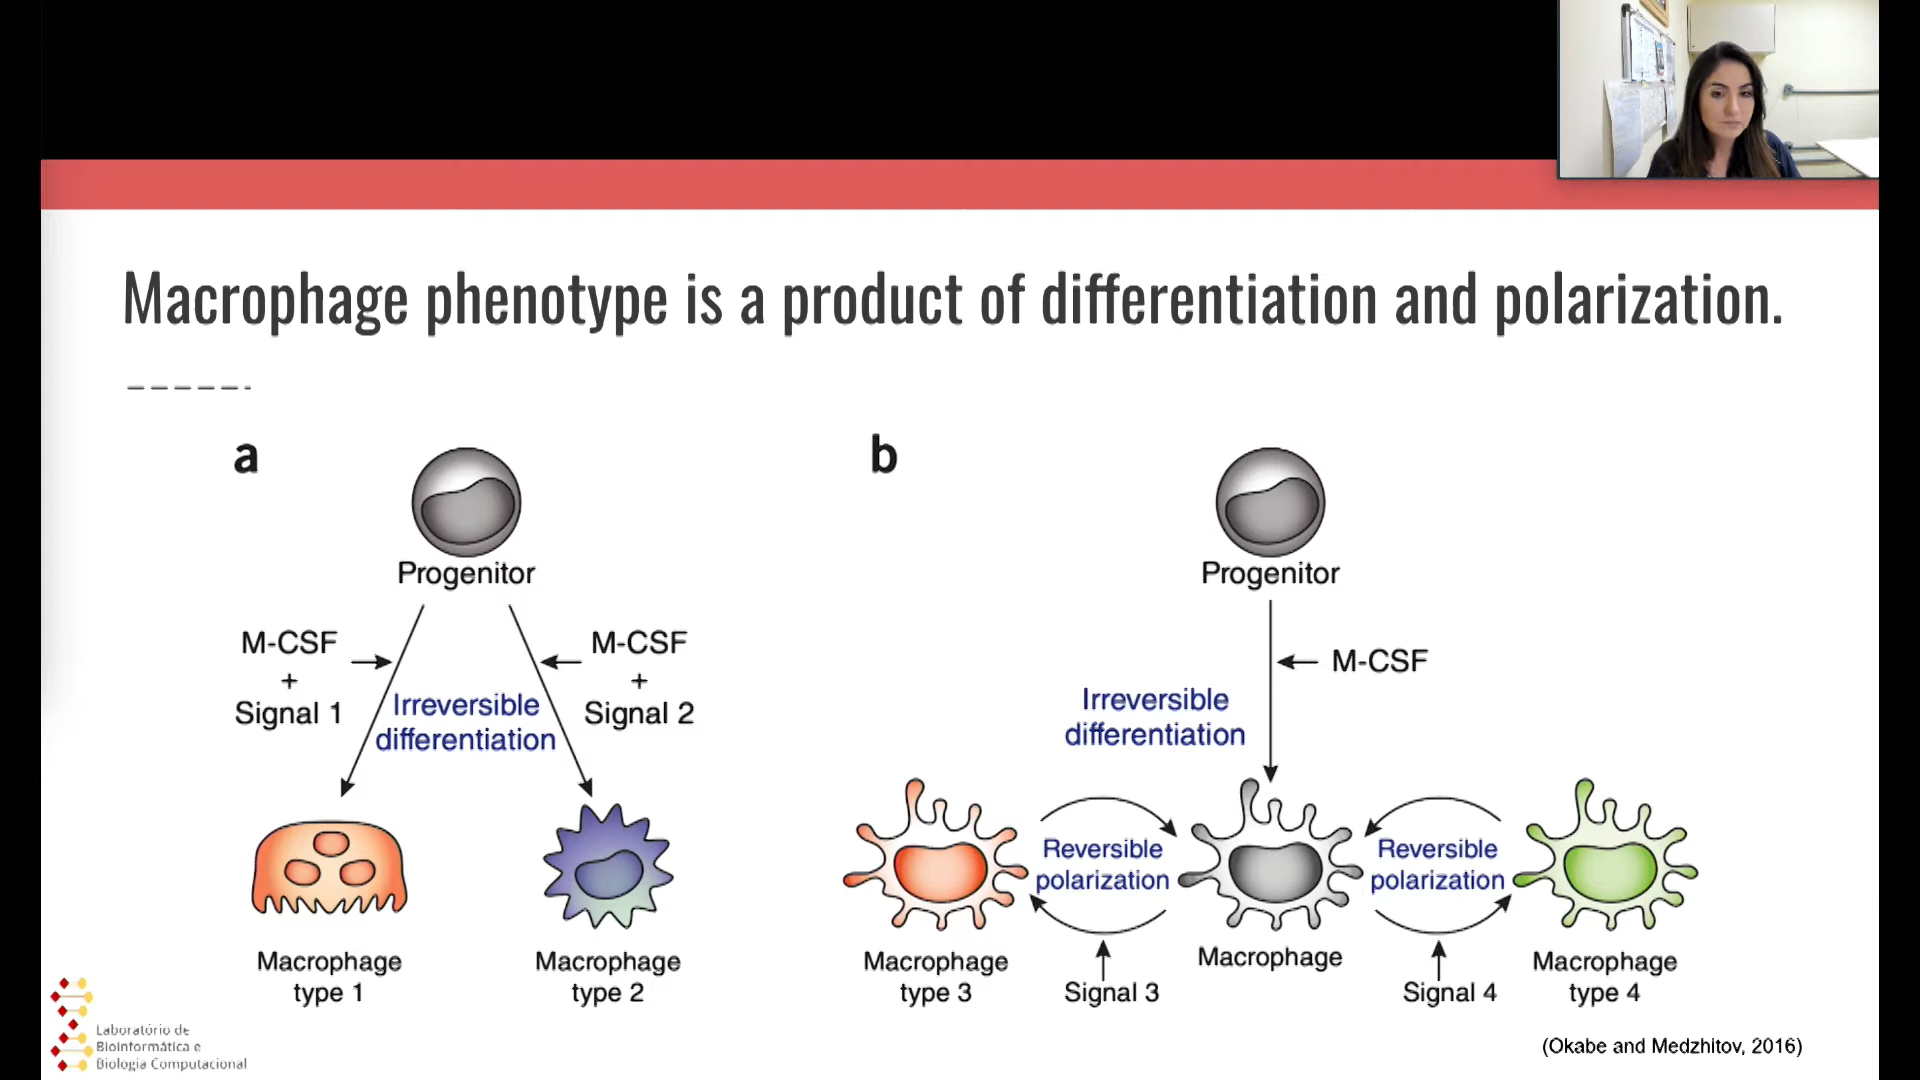 Macrophage phenotype is a product of differentiation and polarization.
a
Progenitor
M-CSF
+
Signal 1
Irreversible
differentiation
M-CSF
+
Signal 2
Macrophage
type 1
Macrophage
type 2
b
Progenitor
M-CSF
Irreversible
differentiation
Reversible
polarization
Reversible
polarization
Macrophage
type 3
Signal 3
Macrophage
Signal 4
Macrophage
type 4
Laboratório de
Bioinformática e
Biologia Computacional
(Okabe and Medzhitov, 2016)